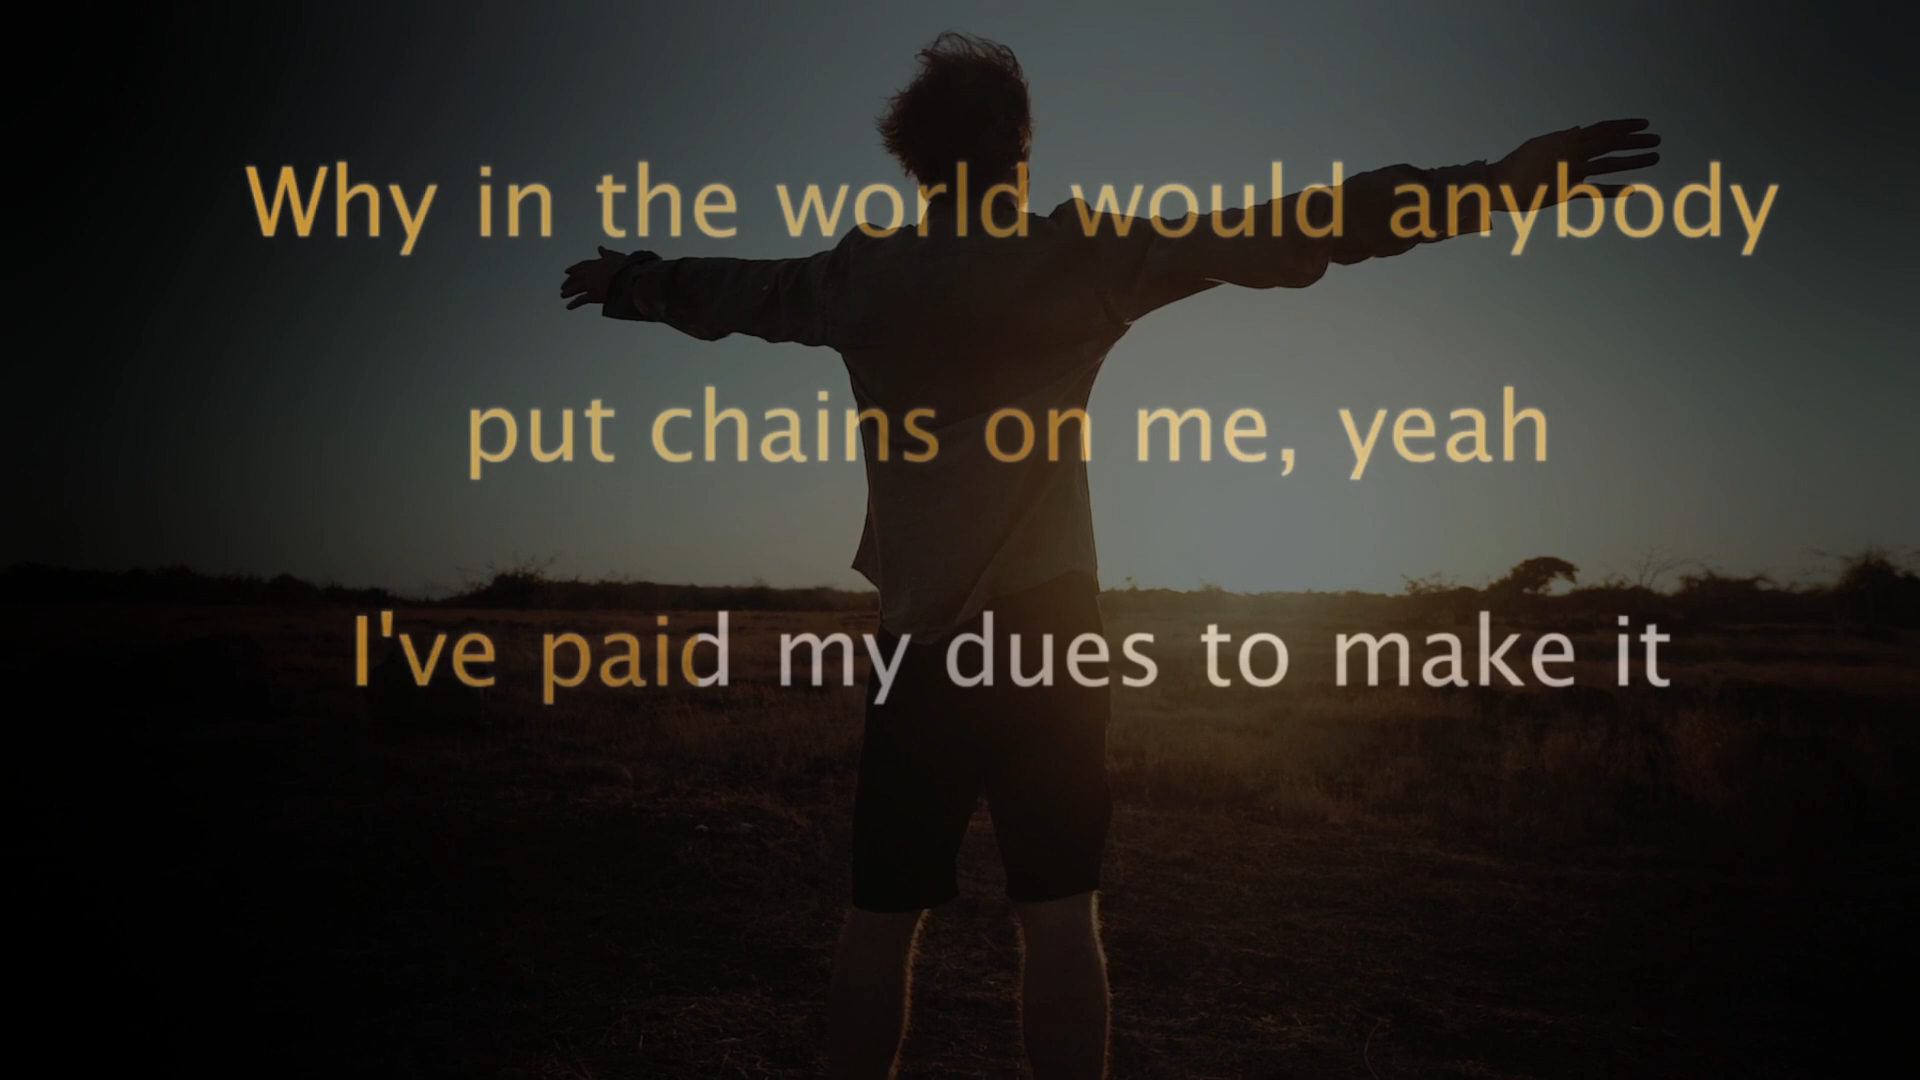 Why in the world would anybody
put chains on me, yeah
I've paid my dues to make it